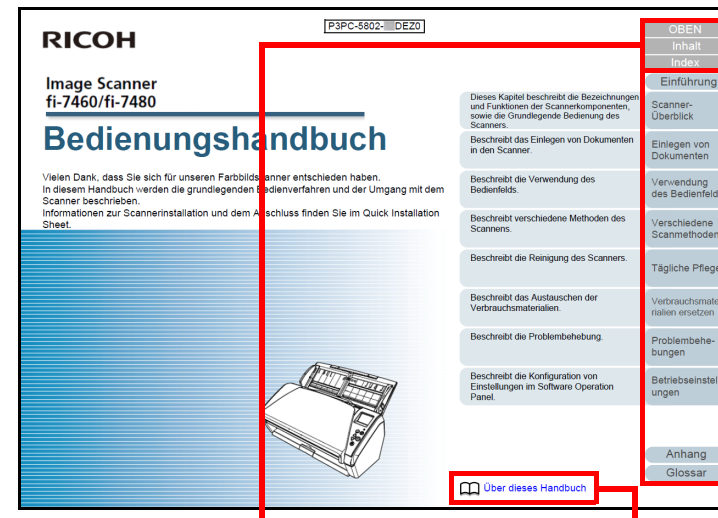 P3PC-5802- DEZ0
RICOH
Image Scanner
fi-7460/fi-7480
Bedienungshandbuch
Vielen Dank, dass Sie sich für unseren Farbbildscanner entschieden haben.
In diesem Handbuch werden die grundlegenden Bedienverfahren und der Umgang mit dem
Scanner beschrieben.
Informationen zur Scannerinstallation und dem Anschluss finden Sie im Quick Installation
Sheet.
OBEN
Inhalt
Index
Einführung
Dieses Kapitel beschreibt die Bezeichnungen
und Funktionen der Scannerkomponenten,
sowie die Grundlegende Bedienung des
Scanners.
Scanner-
Überblick
Beschreibt das Einlegen von Dokumenten
in den Scanner.
Einlegen von
Dokumenten
Beschreibt die Verwendung des
Bedienfelds.
Verwendung
des Bedienfelds
Beschreibt verschiedene Methoden des
Scannens.
Verschiedene
Scanmethoden
Beschreibt die Reinigung des Scanners.
Tägliche Pflege
Beschreibt das Austauschen der
Verbrauchsmaterialien.
Verbrauchsmate
rialien ersetzen
Beschreibt die Problembehebung.
Problembehe-
bungen
Beschreibt die Konfiguration von
Einstellungen im Software Operation
Panel.
Betriebseinstel
ungen
Anhang
Glossar
Über dieses Handbuch